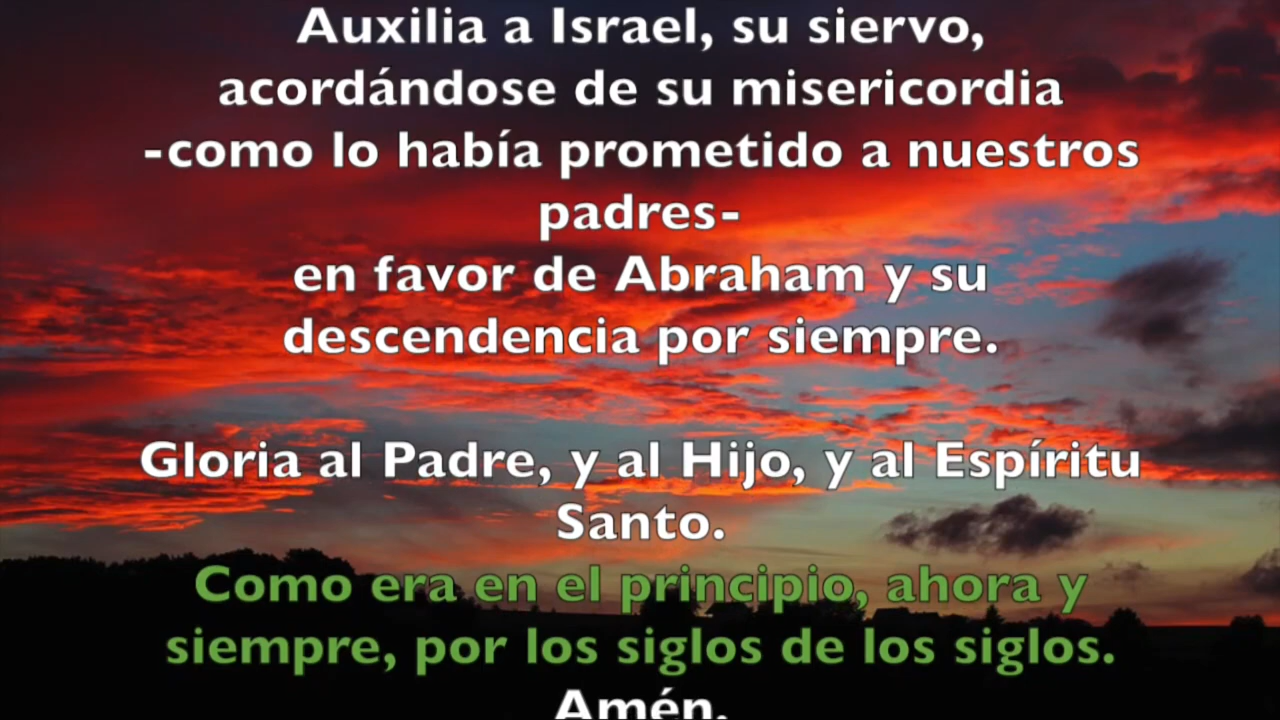 Auxilia a Israel, su siervo,
acordándose de su misericordia
-como lo había prometido a nuestros
padres-
en favor de Abraham y su
descendencia por siempre.
Gloria al Padre, y al Hijo, y al Espíritu
Santo.
Como era en el principio, ahora y
siempre, por los siglos de los siglos.
Amén.